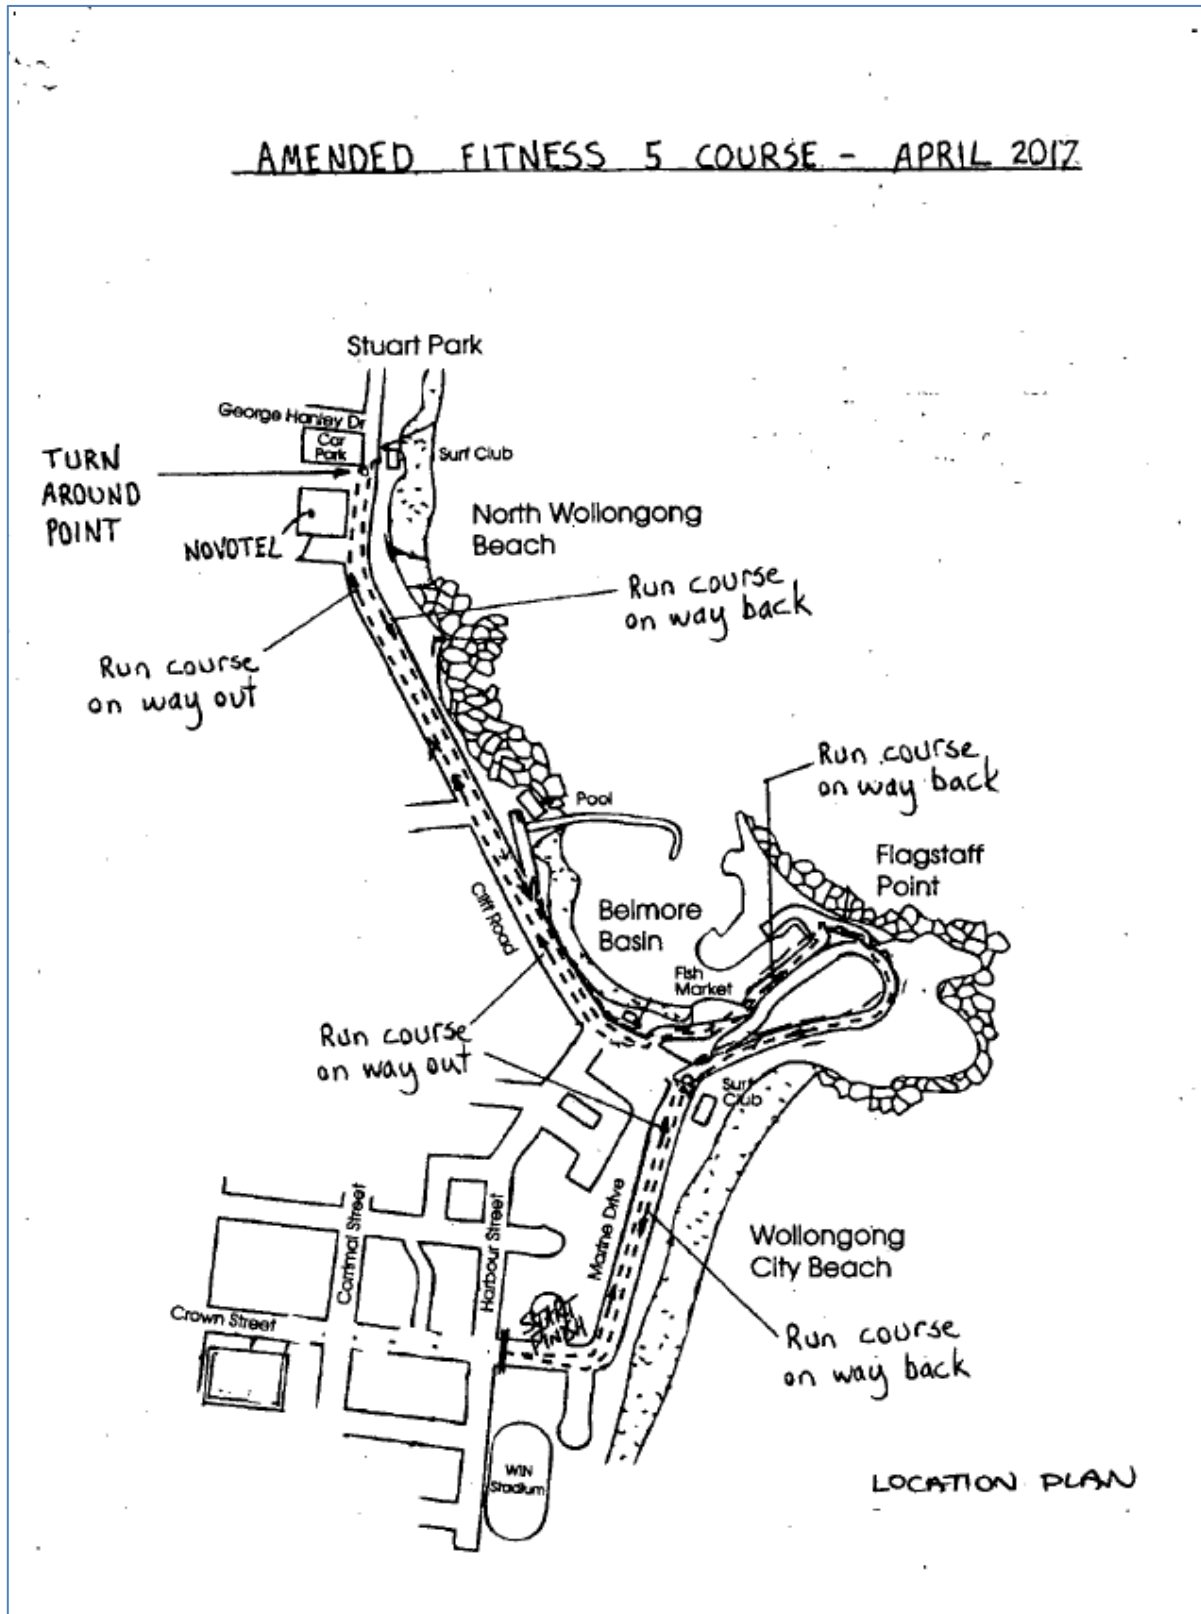 AMENDED FITNESS 5 COURSE - APRIL 2017
Stuart Park
George Hanley Dr
Car
Park
Surf Club
TURN
AROUND
POINT
NOVOTEL
North Wollongong
Beach
Run course
on way back
Run course
on way out
Run course
on way back
Pool
Flagstaff
Point
Cliff Road
Belmore
Basin
Fish
Market
Run course
on way out
Surf
Club
Corrimal Street
Harbour Street
Marine Drive
Wollongong
City Beach
START
FINISH
Crown Street
Run course
on way back
WIN
Stadium
LOCATION PLAN